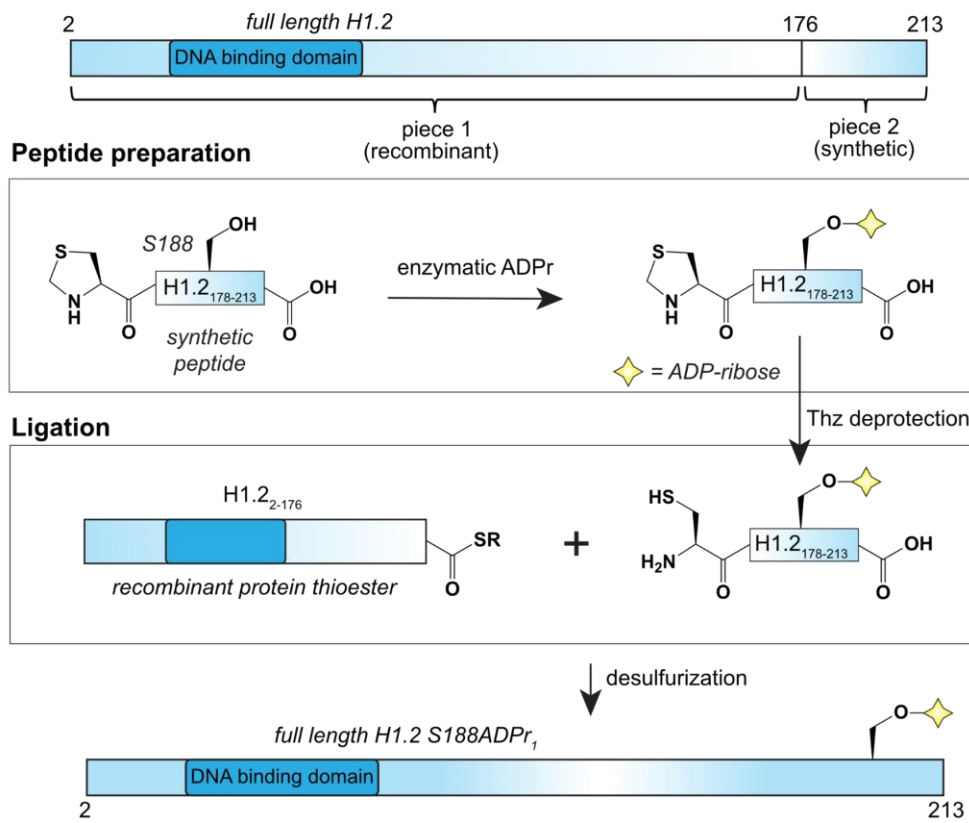 2 full length H1.2 176 213
DNA binding domain
piece 1
(recombinant)
piece 2
(synthetic)
Peptide preparation
S
N
H
O
S188
OH
H1.2178-213
OH
O
synthetic
peptide
enzymatic ADPr
S
N
H
O
O
H1.2178-213
OH
O
= ADP-ribose
Thz deprotection
Ligation
H1.22-176
SR
O
recombinant protein thioester
+
HS
H2N
O
O
H1.2178-213
OH
O
desulfurization
full length H1.2 S188ADPr1
O
DNA binding domain
2 213